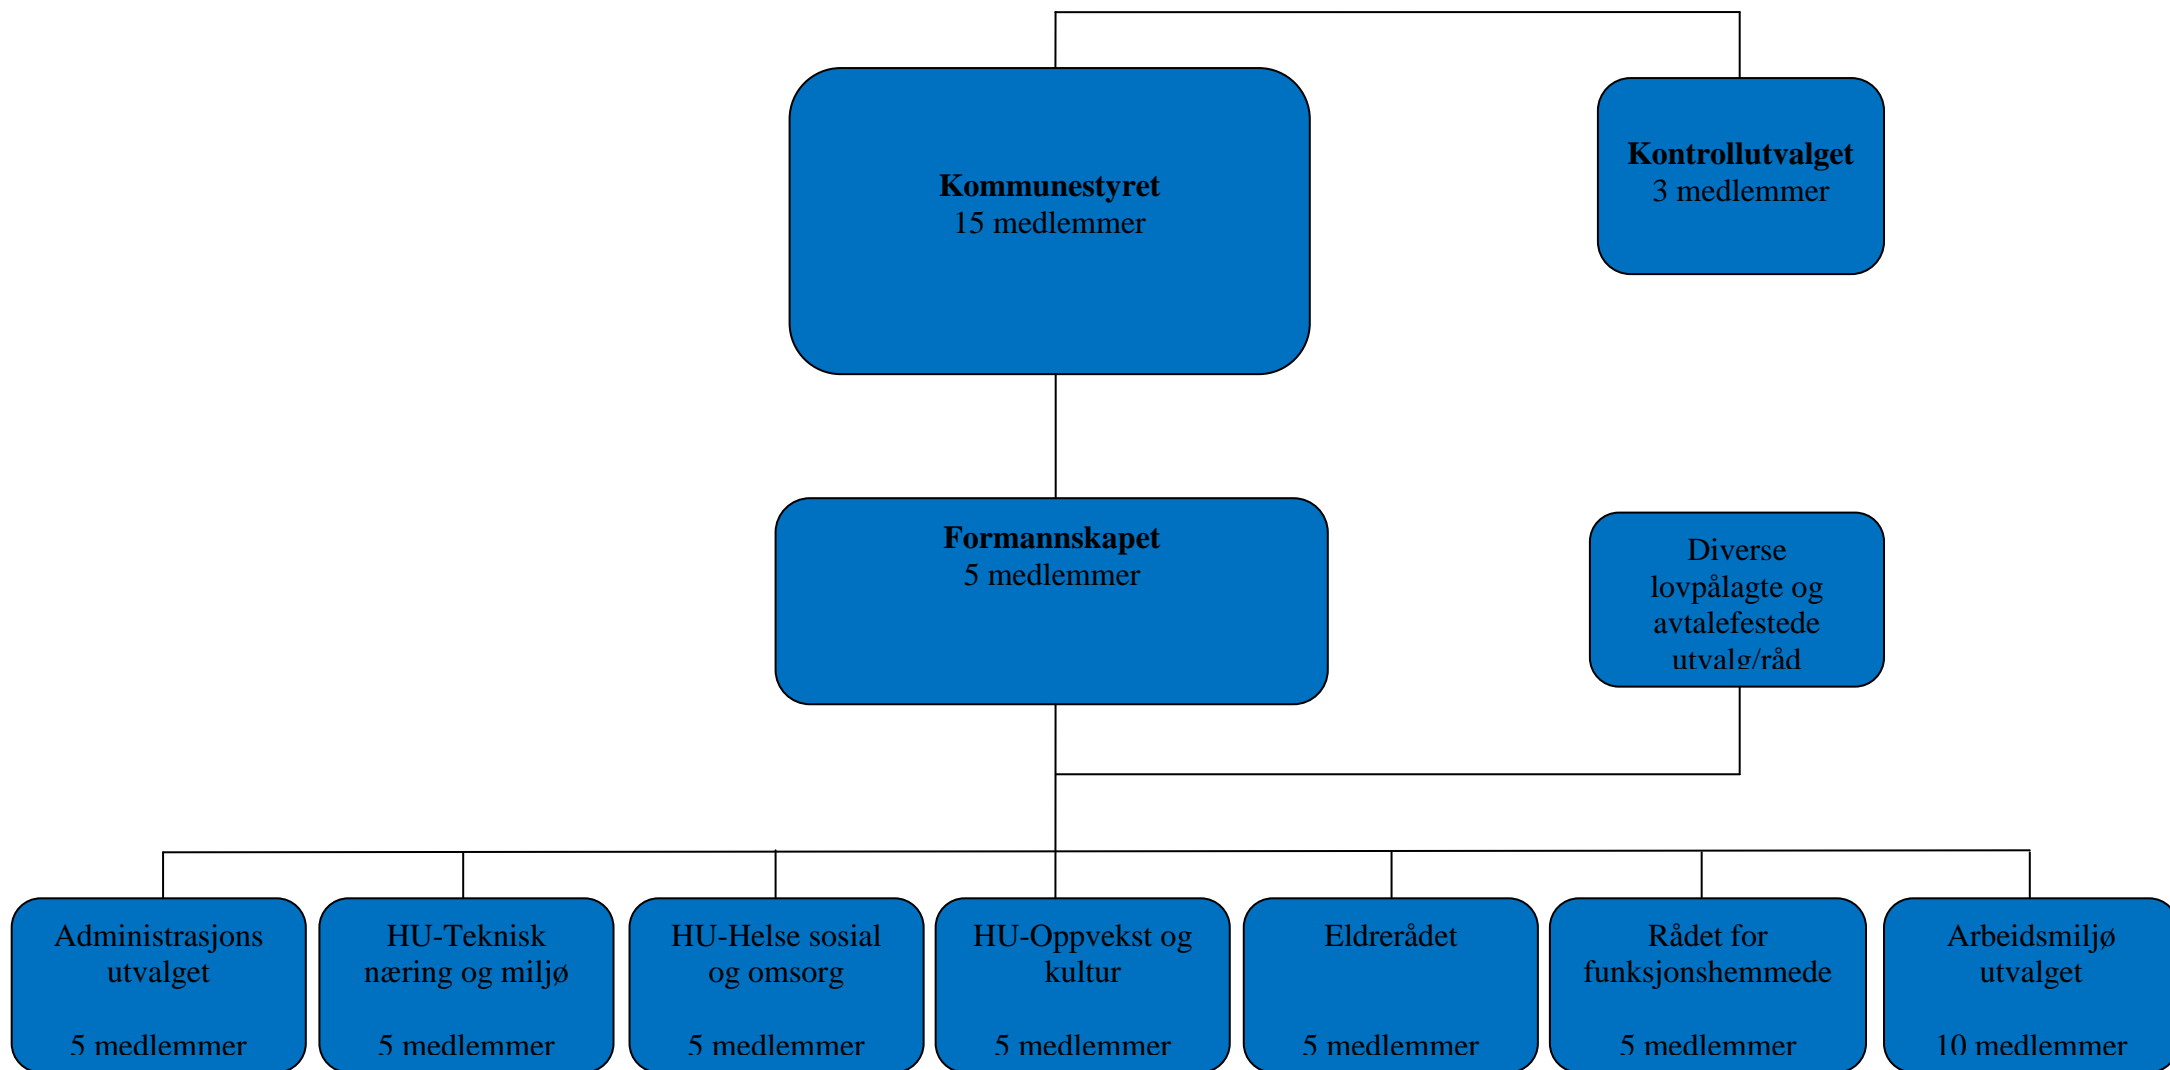 Kommunestyret
15 medlemmer
Kontrollutvalget
3 medlemmer
Formannskapet
5 medlemmer
Diverse
lovpålagte og
avtalefestede
utvalg/råd
Administrasjons
utvalget
5 medlemmer
HU-Teknisk
næring og miljø
5 medlemmer
HU-Helse sosial
og omsorg
5 medlemmer
HU-Oppvekst og
kultur
5 medlemmer
Eldrerådet
5 medlemmer
Rådet for
funksjonshemmede
5 medlemmer
Arbeidsmiljø
utvalget
10 medlemmer